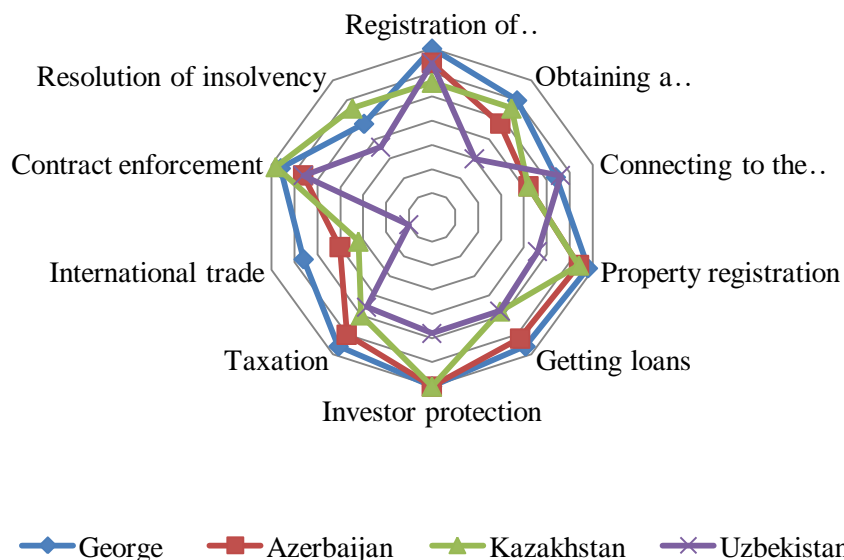 Registration of..
Resolution of insolvency
Obtaining a..
Contract enforcement
Connecting to the..
International trade
Property registration
Taxation
Getting loans
Investor protection
George Azerbaijan Kazakhstan Uzbekistan